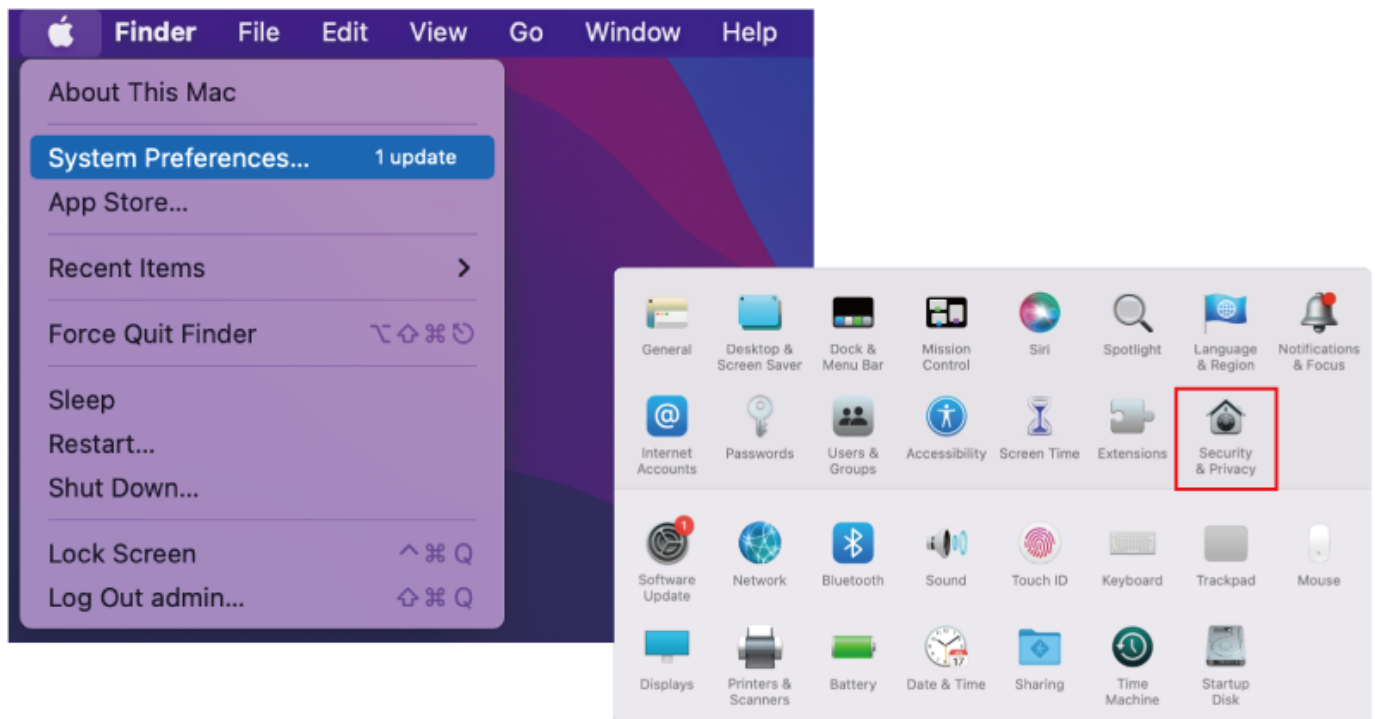 Finder File Edit View Go Window Help
About This Mac
System Preferences... 1 update
App Store...
Recent Items
Force Quit Finder ⌥⇧⌘⎋
Sleep
Restart...
Shut Down...
Lock Screen ^⌘Q
Log Out admin... ⇧⌘Q
General
Desktop &
Screen Saver
Dock &
Menu Bar
Mission
Control
Siri
Spotlight
Language
& Region
Notifications
& Focus
Internet
Accounts
Passwords
Users &
Groups
Accessibility
Screen Time
Extensions
Security
& Privacy
1
Software
Update
Network
Bluetooth
Sound
Touch ID
Keyboard
Trackpad
Mouse
Displays
Printers &
Scanners
Battery
17
Date & Time
Sharing
Time
Machine
Startup
Disk